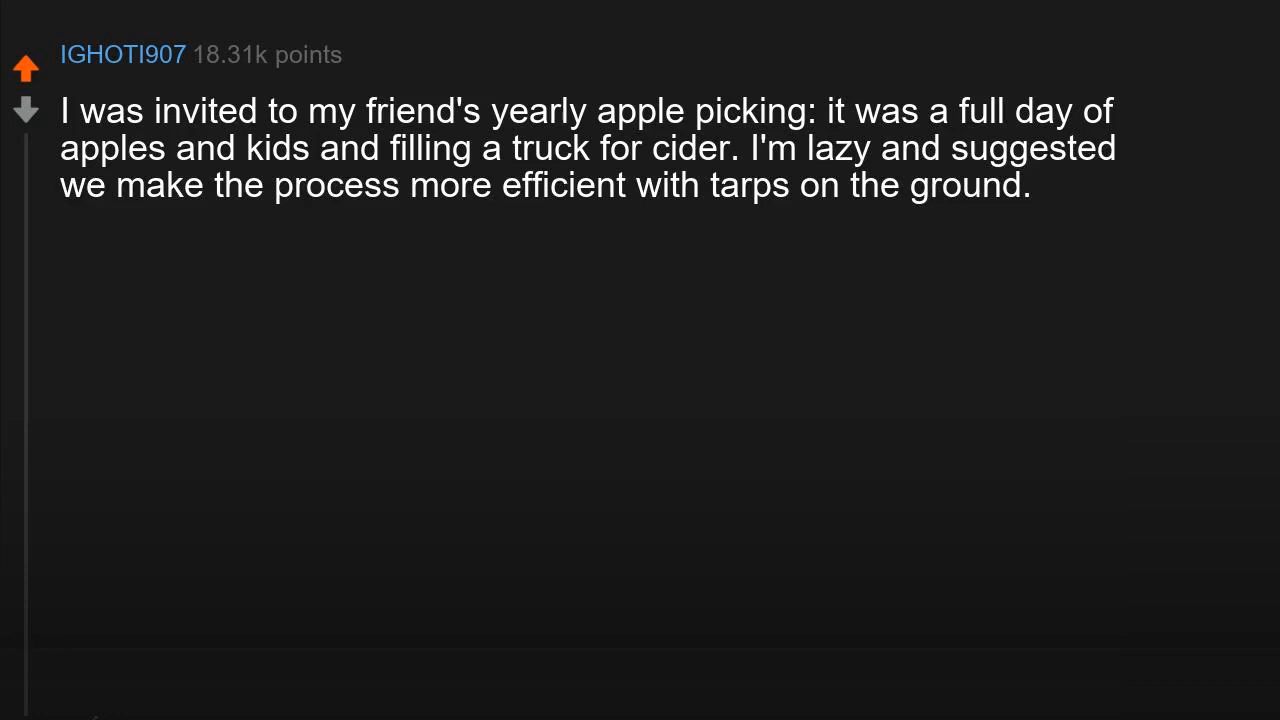 IGHOTI907 18.31k points
I was invited to my friend's yearly apple picking: it was a full day of
apples and kids and filling a truck for cider. I'm lazy and suggested
we make the process more efficient with tarps on the ground.